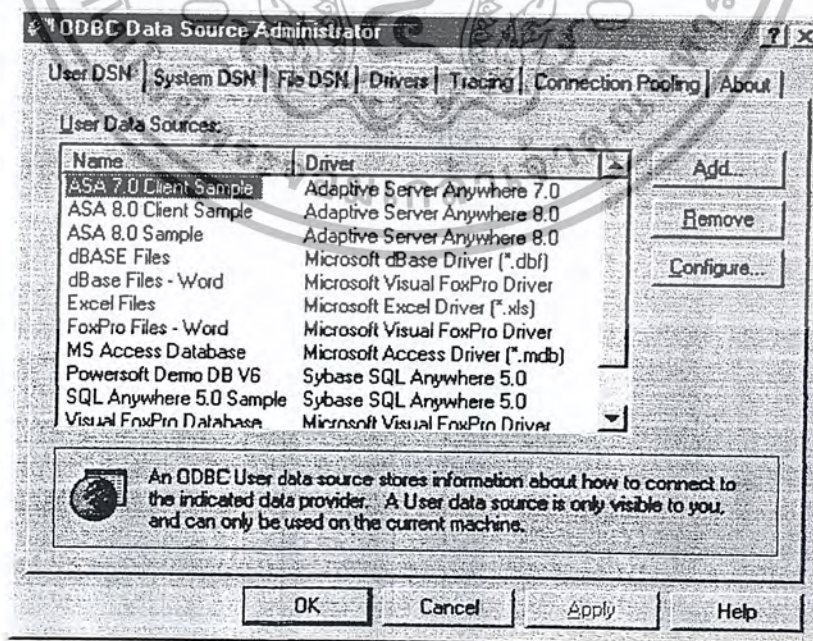 ODBC Data Source Administrator
User DSN System DSN File DSN Drivers Tracing Connection Pooling About
User Data Sources:
Name Driver
ASA 7.0 Client Sample Adaptive Server Anywhere 7.0
ASA 8.0 Client Sample Adaptive Server Anywhere 8.0
ASA 8.0 Sample Adaptive Server Anywhere 8.0
dBASE Files Microsoft dBase Driver (*.dbf)
dBase Files - Word Microsoft Visual FoxPro Driver
Excel Files Microsoft Excel Driver (*.xls)
FoxPro Files - Word Microsoft Visual FoxPro Driver
MS Access Database Microsoft Access Driver (*.mdb)
Powersoft Demo DB V6 Sybase SQL Anywhere 5.0
SQL Anywhere 5.0 Sample Sybase SQL Anywhere 5.0
Visual FoxPro Database Microsoft Visual FoxPro Driver
Add...
Remove
Configure...
An ODBC User data source stores information about how to connect to
the indicated data provider. A User data source is only visible to you,
and can only be used on the current machine.
OK Cancel Apply Help